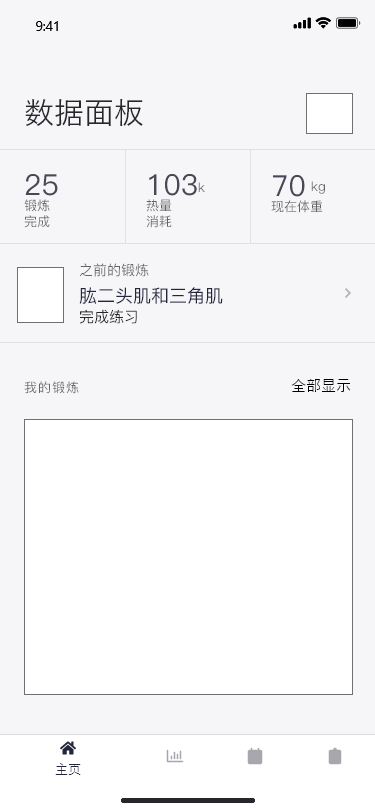 9:41
数据面板
25
锻炼
完成
103k
热量
消耗
70 kg
现在体重
之前的锻炼
肱二头肌和三角肌
完成练习
我的锻炼
全部显示
主页